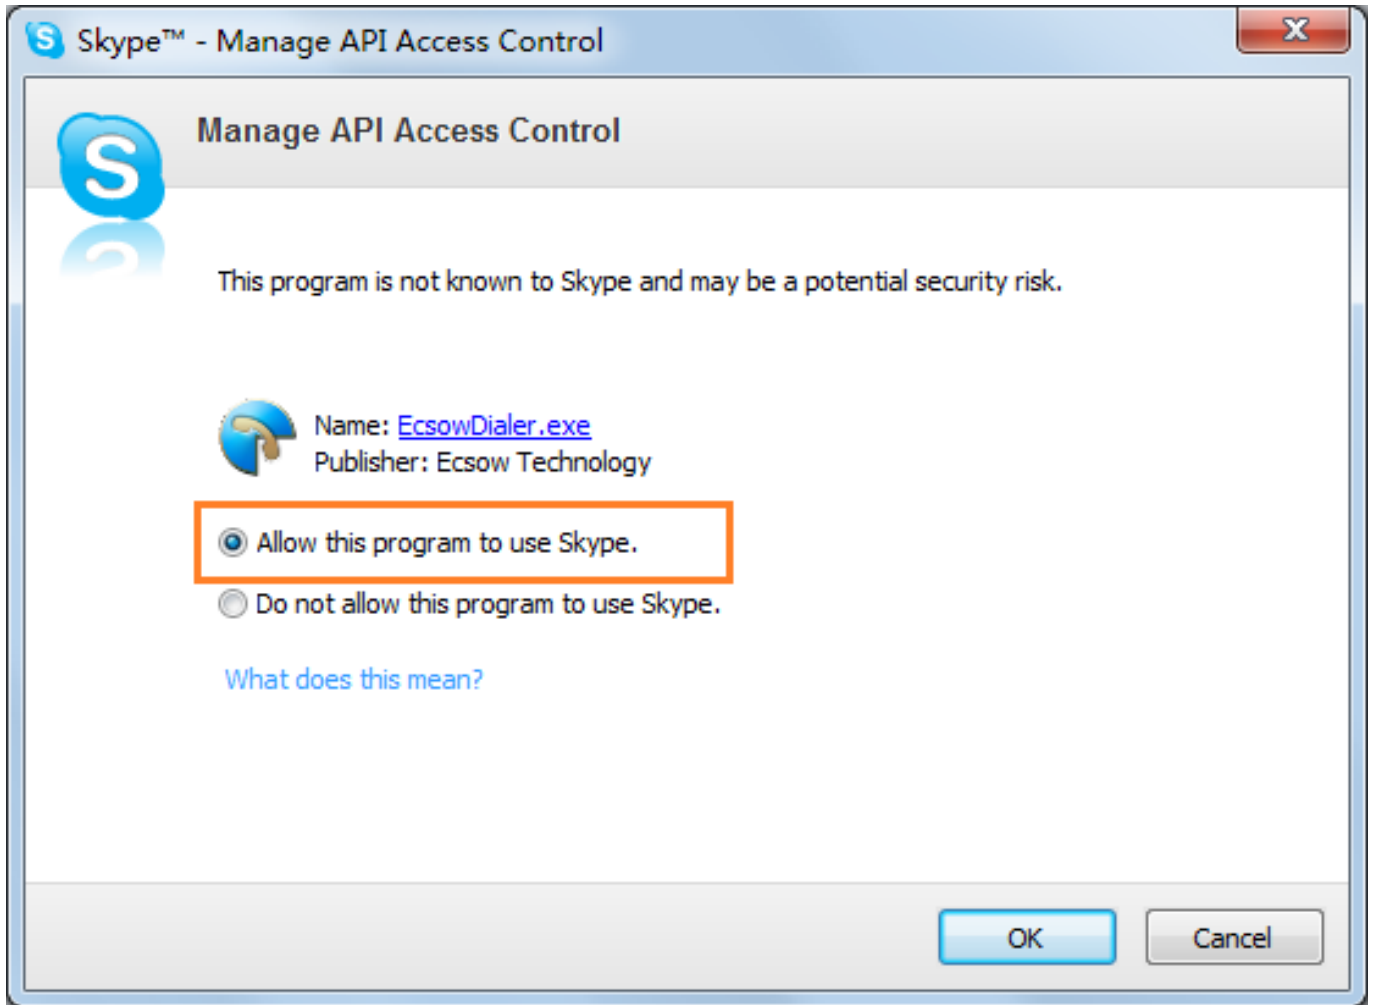 Skype™ - Manage API Access Control
Manage API Access Control
This program is not known to Skype and may be a potential security risk.
Name: EcsowDialer.exe
Publisher: Ecsow Technology
Allow this program to use Skype.
Do not allow this program to use Skype.
What does this mean?
OK
Cancel